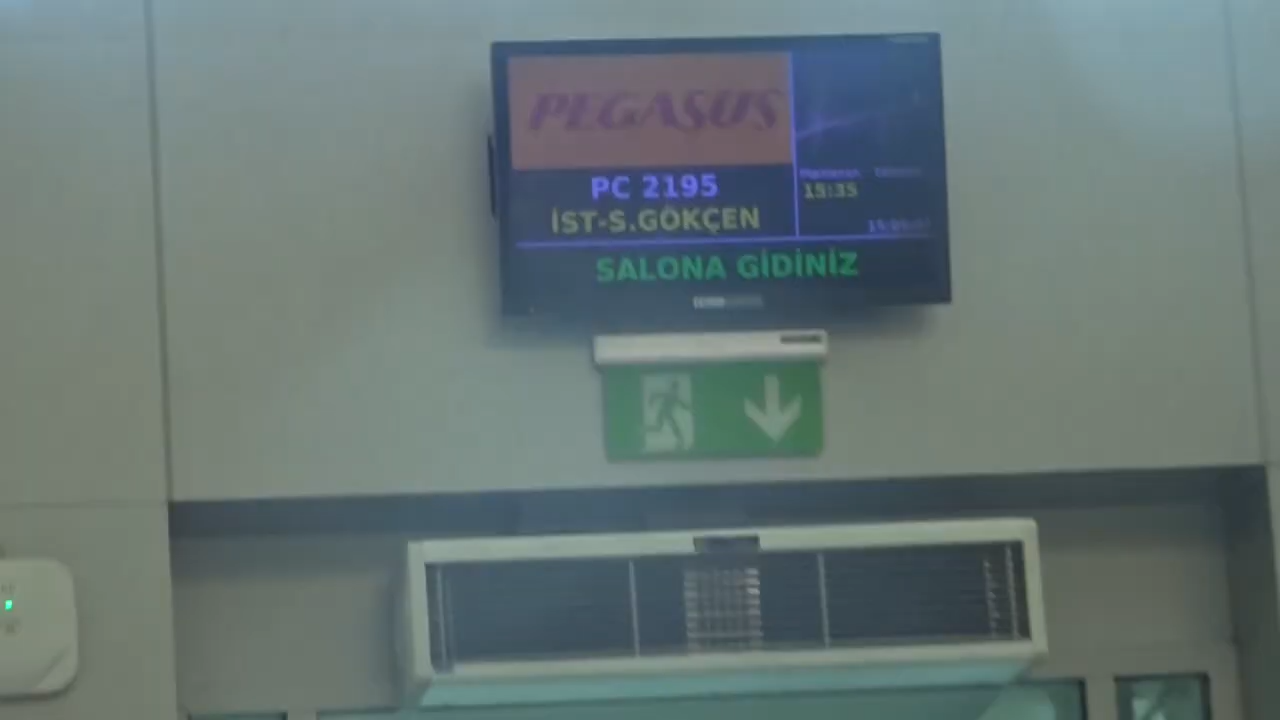 PEGASUS
PC 2195
İST-S.GÖKÇEN
15:35
SALONA GİDİNİZ